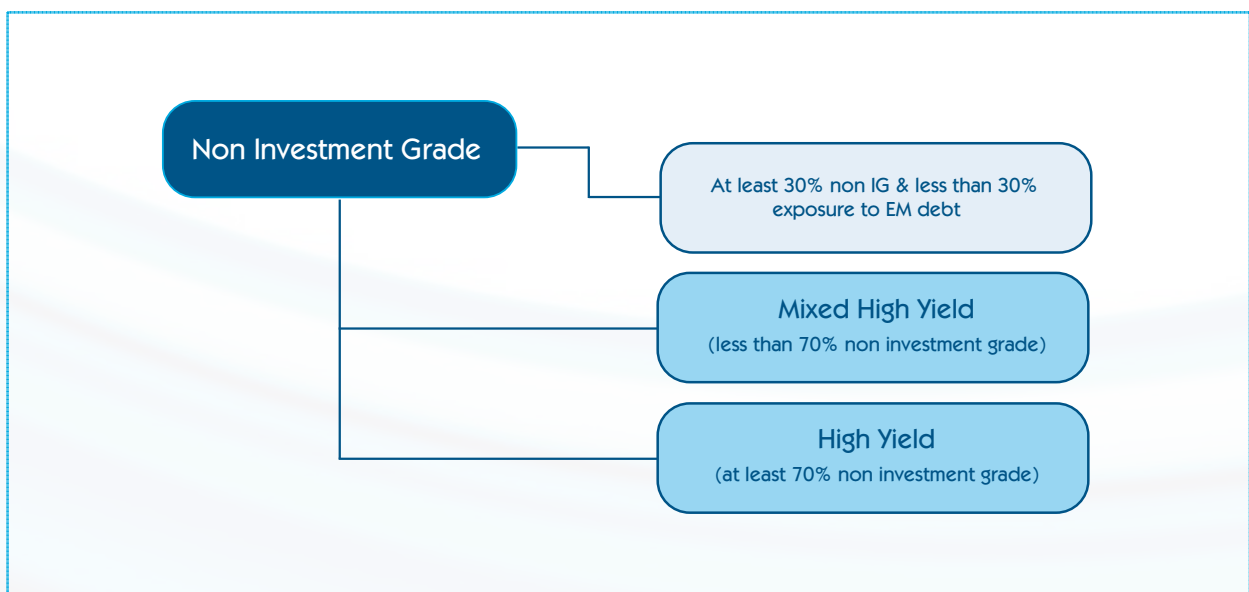 Non Investment Grade
At least 30% non IG & less than 30%
exposure to EM debt
Mixed High Yield
(less than 70% non investment grade)
High Yield
(at least 70% non investment grade)